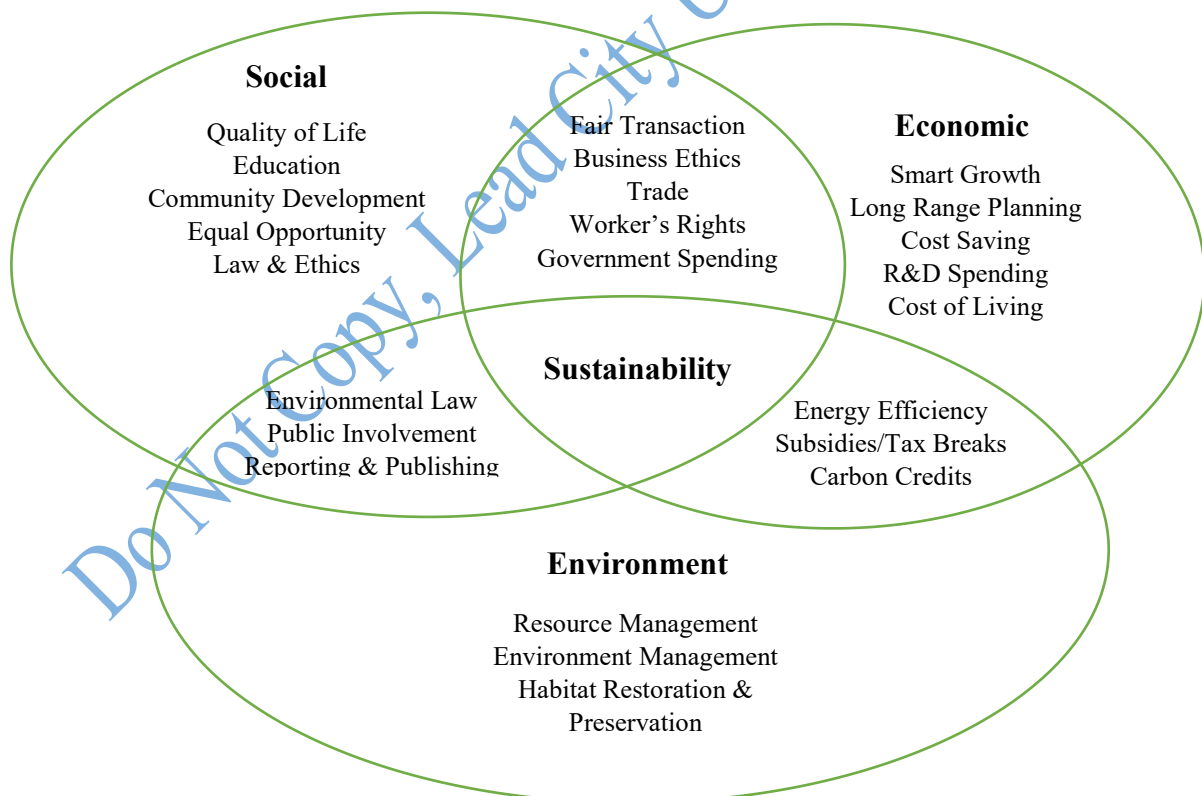 Social
Quality of Life
Education
Community Development
Equal Opportunity
Law & Ethics
Fair Transaction
Business Ethics
Trade
Worker's Rights
Government Spending
Economic
Smart Growth
Long Range Planning
Cost Saving
R&D Spending
Cost of Living
Sustainability
Environmental Law
Public Involvement
Reporting & Publishing
Energy Efficiency
Subsidies/Tax Breaks
Carbon Credits
Environment
Resource Management
Environment Management
Habitat Restoration &
Preservation
Do Not Copy, Lead City